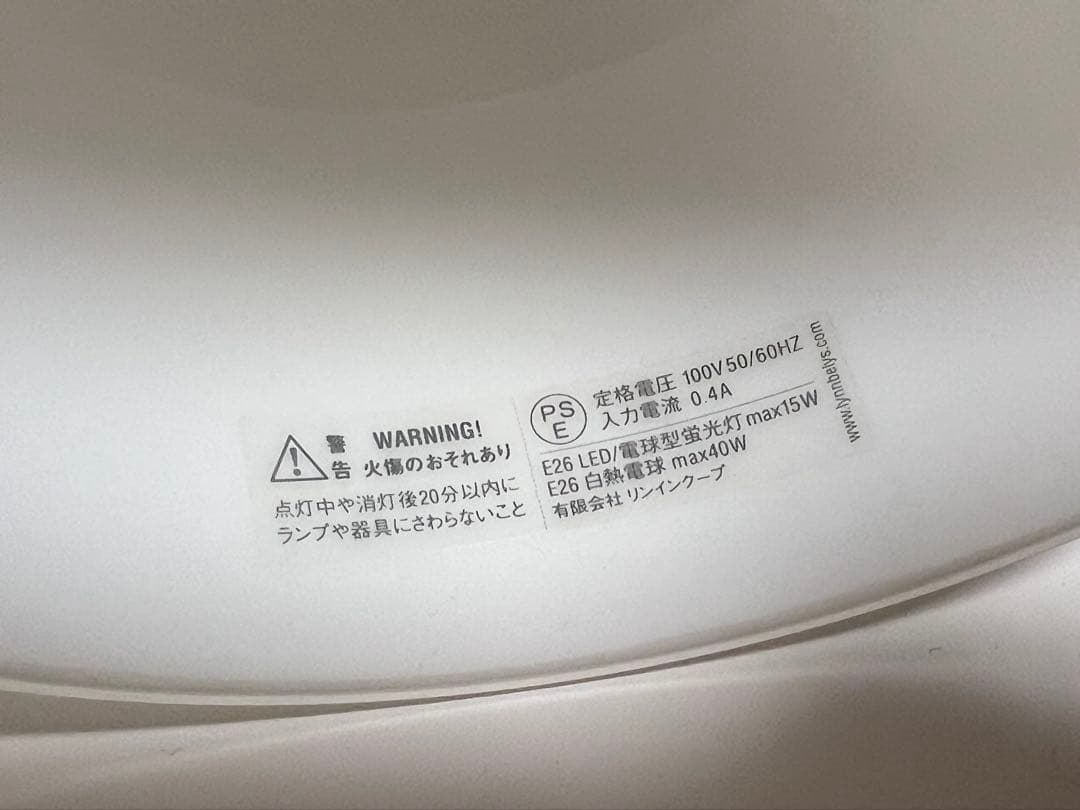 警告 WARNING!
火傷のおそれあり
点灯中や消灯後20分以内に
ランプや器具にさわらないこと
PS
E
定格電圧 100V 50/60HZ
入力電流 0.4A
E26 LED/電球型蛍光灯 max15W
E26 白熱電球 max40W
有限会社 リンインクープ
www.lynnbelys.com